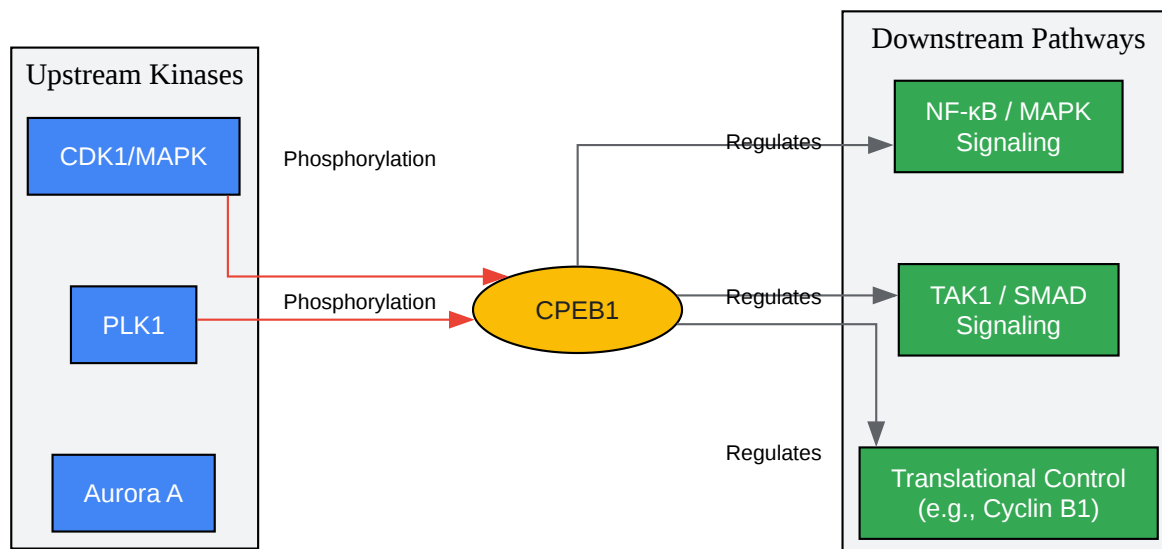 Upstream Kinases
CDK1/MAPK
PLK1
Aurora A
Phosphorylation
Phosphorylation
CPEB1
Regulates
Regulates
Regulates
Downstream Pathways
NF-κB / MAPK
Signaling
TAK1 / SMAD
Signaling
Translational Control
(e.g., Cyclin B1)